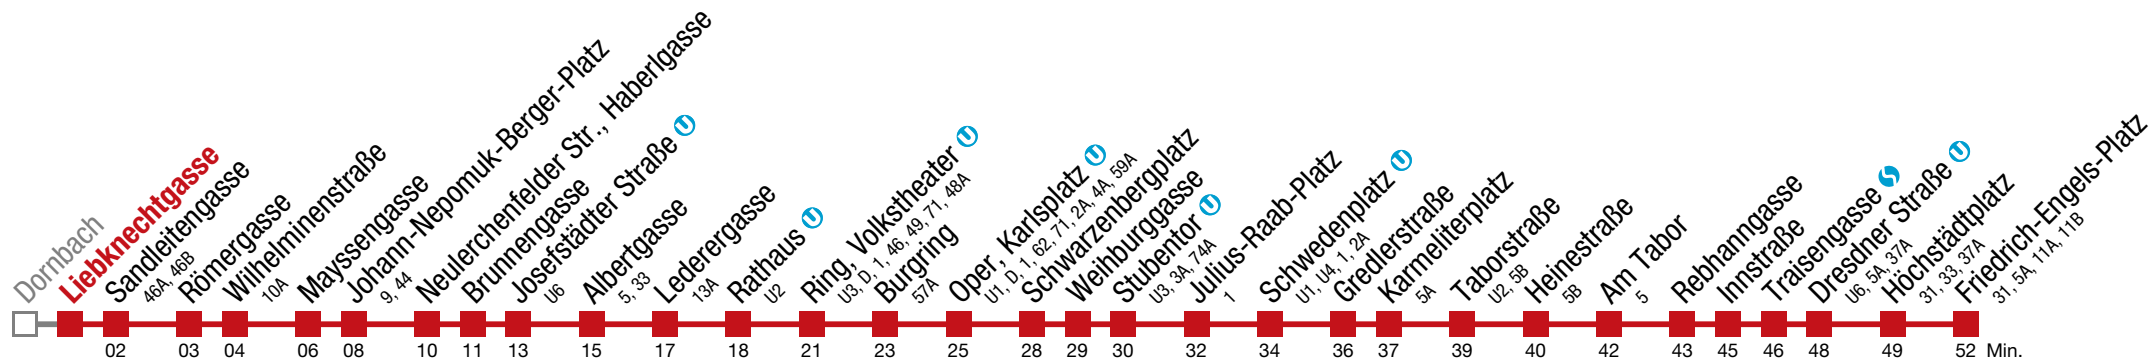 Dornbach
Liebknechtgasse
Sandleitengasse
46A, 46B
Römergasse
Wilhelminenstraße
10A
Mayssengasse
Johann-Nepomuk-Berger-Platz
9, 44
Neulerchenfelder Str., Haberlgasse
Brunnengasse
Josefstädter Straße U
U6
Albertgasse
5, 33
Lederergasse
13A
Rathaus U
U2
Ring, Volkstheater U
U3, D, 1, 46, 49, 71, 48A
Burgring
57A
Oper, Karlsplatz U
U1, D, 1, 62, 71, 2A, 4A, 59A
Schwarzenbergplatz
Weihburggasse
Stubentor U
U3, 3A, 74A
Julius-Raab-Platz
1
Schwedenplatz U
U1, U4, 1, 2A
Gredlerstraße
Karmeliterplatz
5A
Taborstraße
U2, 5B
Heinestraße
5B
Am Tabor
5
Rebhanngasse
Innstraße
Traisengasse S
Dresdner Straße U
U6, 5A, 37A
Höchstädtplatz
31, 33, 37A
Friedrich-Engels-Platz
31, 5A, 11A, 11B
02 03 04 06 08 10 11 13 15 17 18 21 23 25 28 29 30 32 34 36 37 39 40 42 43 45 46 48 49 52 Min.